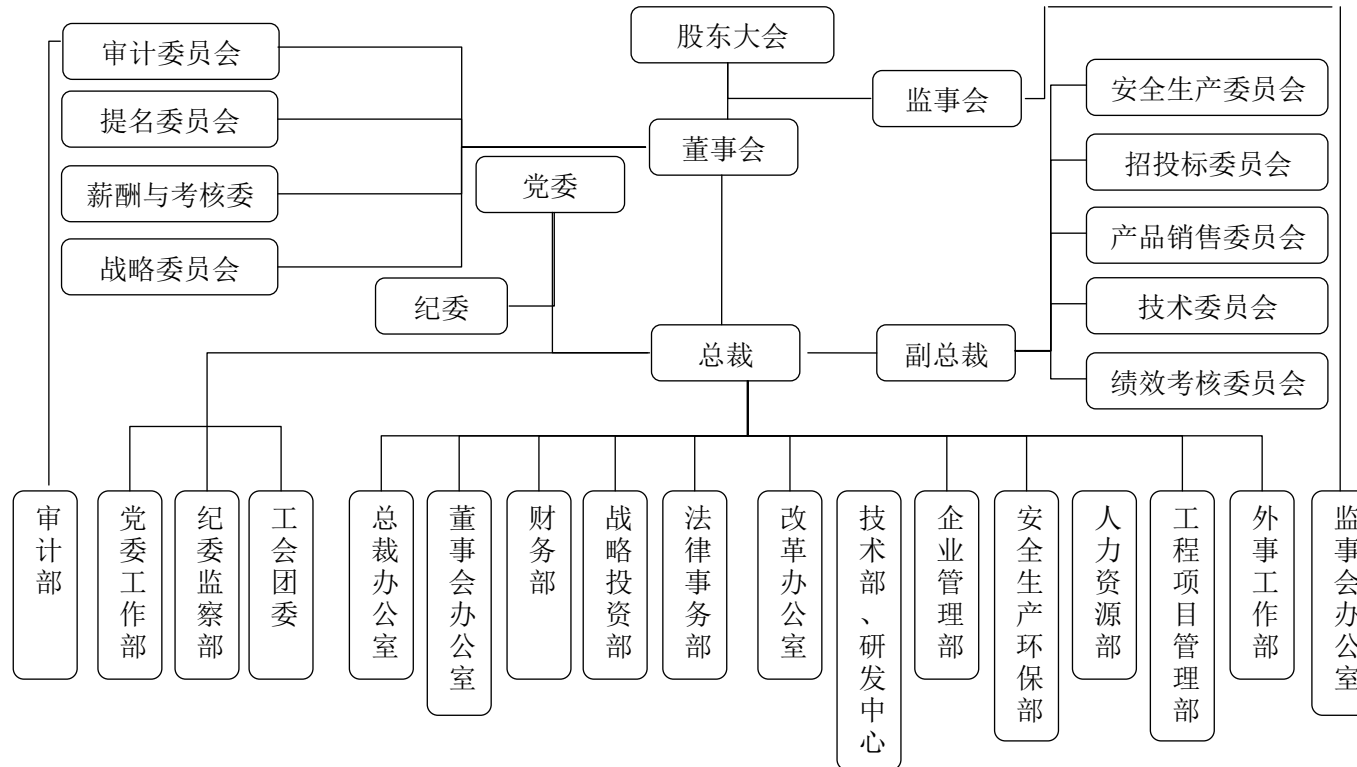 股东大会
审计委员会
安全生产委员会
监事会
提名委员会
董事会
招投标委员会
党委
薪酬与考核委
产品销售委员会
战略委员会
纪委
技术委员会
总裁
副总裁
绩效考核委员会
审计部
党委工作部
纪委监察部
工会团委
总裁办公室
董事会办公室
财务部
战略投资部
法律事务部
改革办公室
技术部、研发中心
企业管理部
安全生产环保部
人力资源部
工程项目管理部
外事工作部
监事会办公室